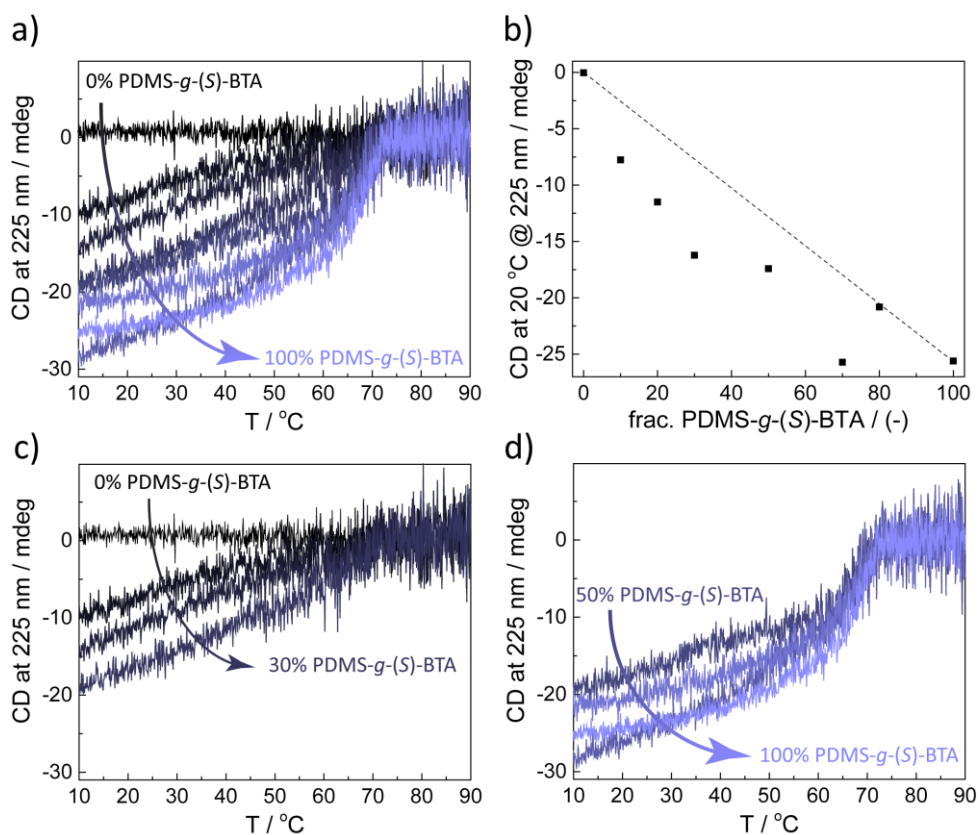 a)
0% PDMS-g-(S)-BTA
100% PDMS-g-(S)-BTA
CD at 225 nm / mdeg
0
-10
-20
-30
10 20 30 40 50 60 70 80 90
T / °C
b)
CD at 20 °C @ 225 nm / mdeg
0
-5
-10
-15
-20
-25
0 20 40 60 80 100
frac. PDMS-g-(S)-BTA / (-)
c)
0% PDMS-g-(S)-BTA
30% PDMS-g-(S)-BTA
CD at 225 nm / mdeg
0
-10
-20
-30
10 20 30 40 50 60 70 80 90
T / °C
d)
50% PDMS-g-(S)-BTA
100% PDMS-g-(S)-BTA
CD at 225 nm / mdeg
0
-10
-20
-30
10 20 30 40 50 60 70 80 90
T / °C